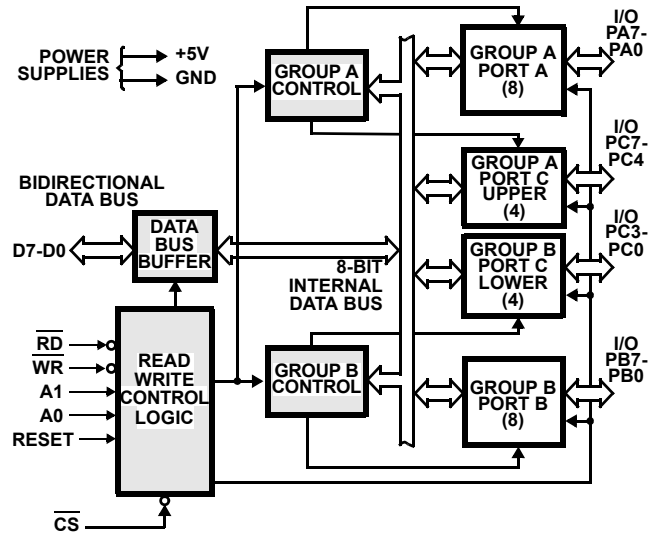 POWER
SUPPLIES
+5V
GND
GROUP A
CONTROL
GROUP A
PORT A
(8)
I/O
PA7-
PA0
GROUP A
PORT C
UPPER
(4)
I/O
PC7-
PC4
BIDIRECTIONAL
DATA BUS
D7-D0
DATA
BUS
BUFFER
8-BIT
INTERNAL
DATA BUS
GROUP B
PORT C
LOWER
(4)
I/O
PC3-
PC0
RD
WR
A1
A0
RESET
READ
WRITE
CONTROL
LOGIC
GROUP B
CONTROL
GROUP B
PORT B
(8)
I/O
PB7-
PB0
CS